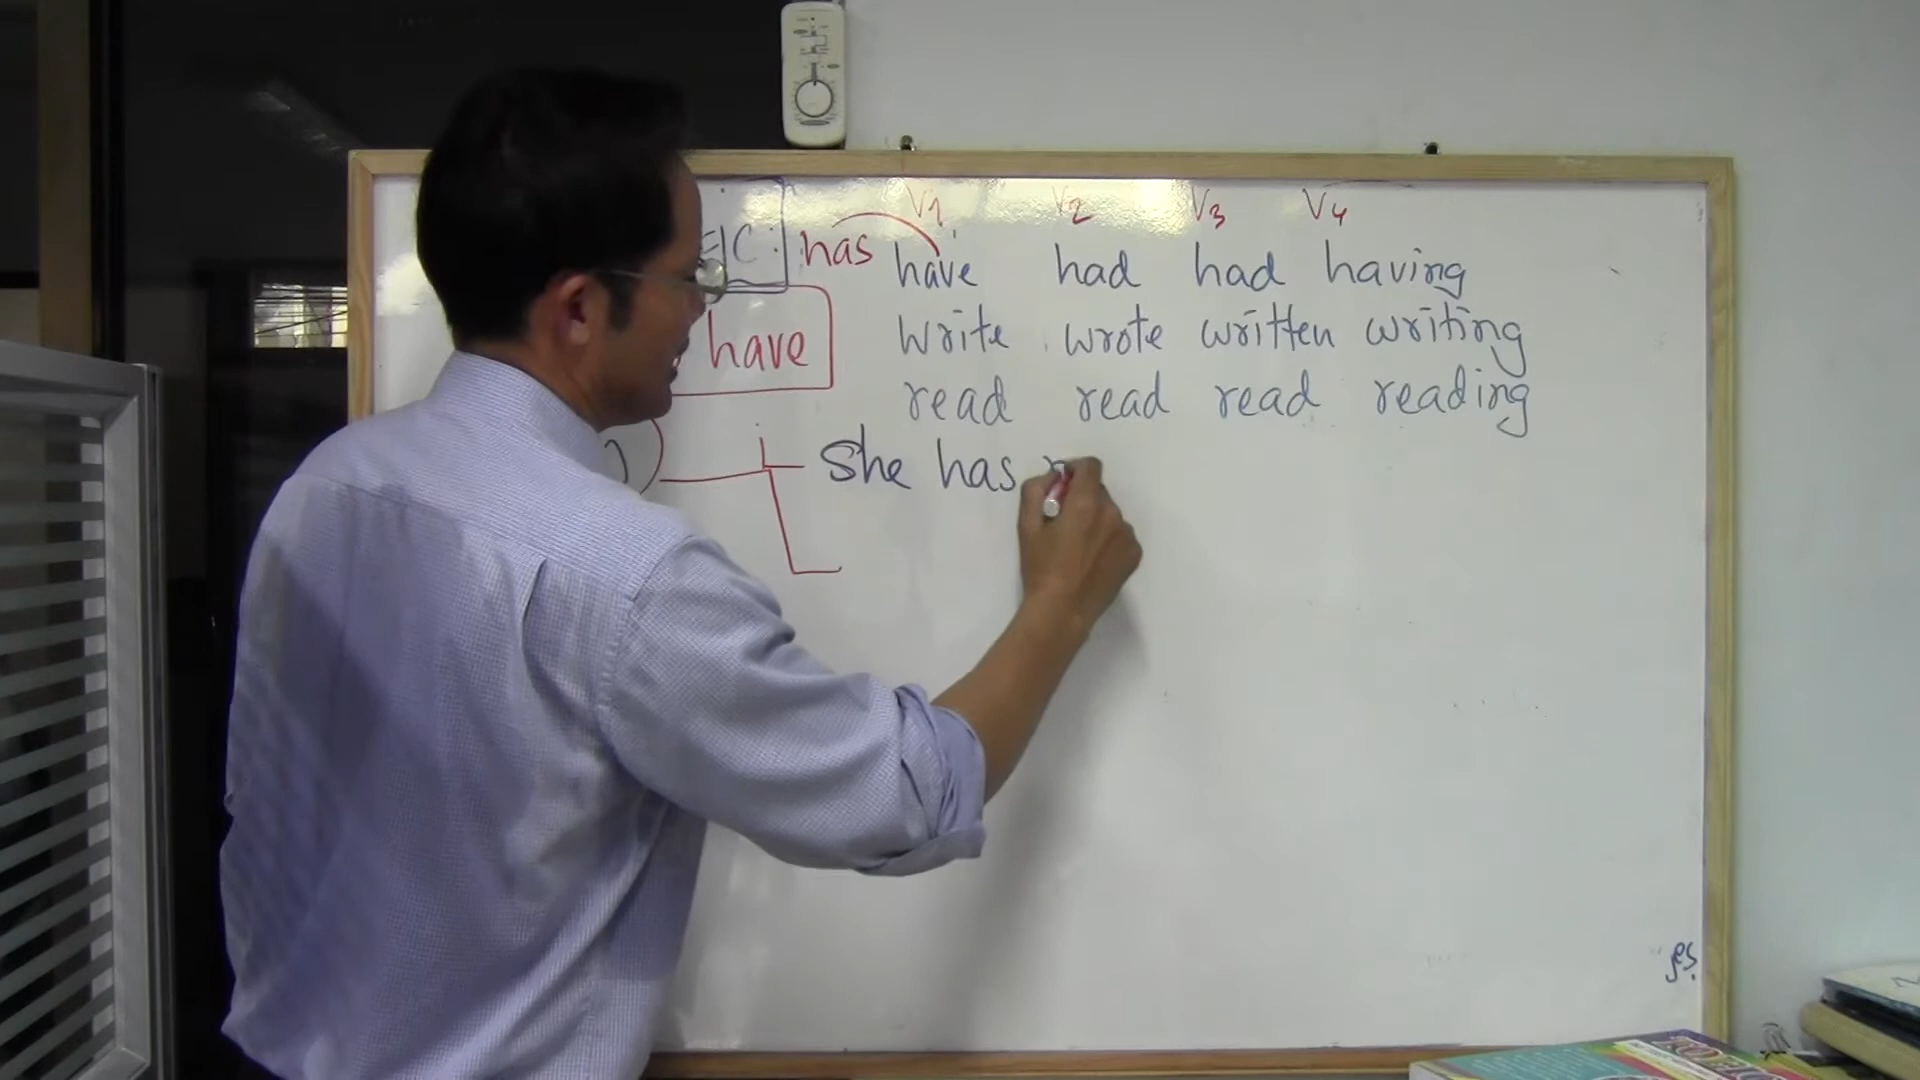 V1 V2 V3 V4
has have had had having
have write wrote written writing
read read read reading
She has